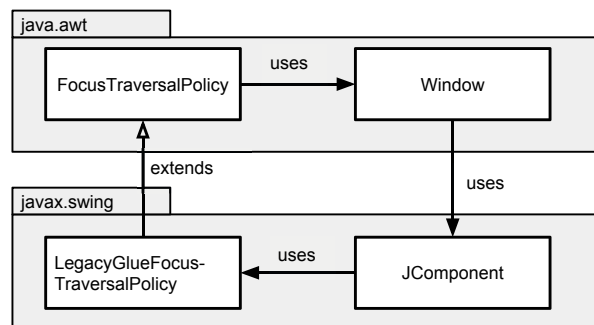 java.awt
uses
FocusTraversalPolicy
Window
extends
uses
javax.swing
uses
LegacyGlueFocus-
TraversalPolicy
JComponent